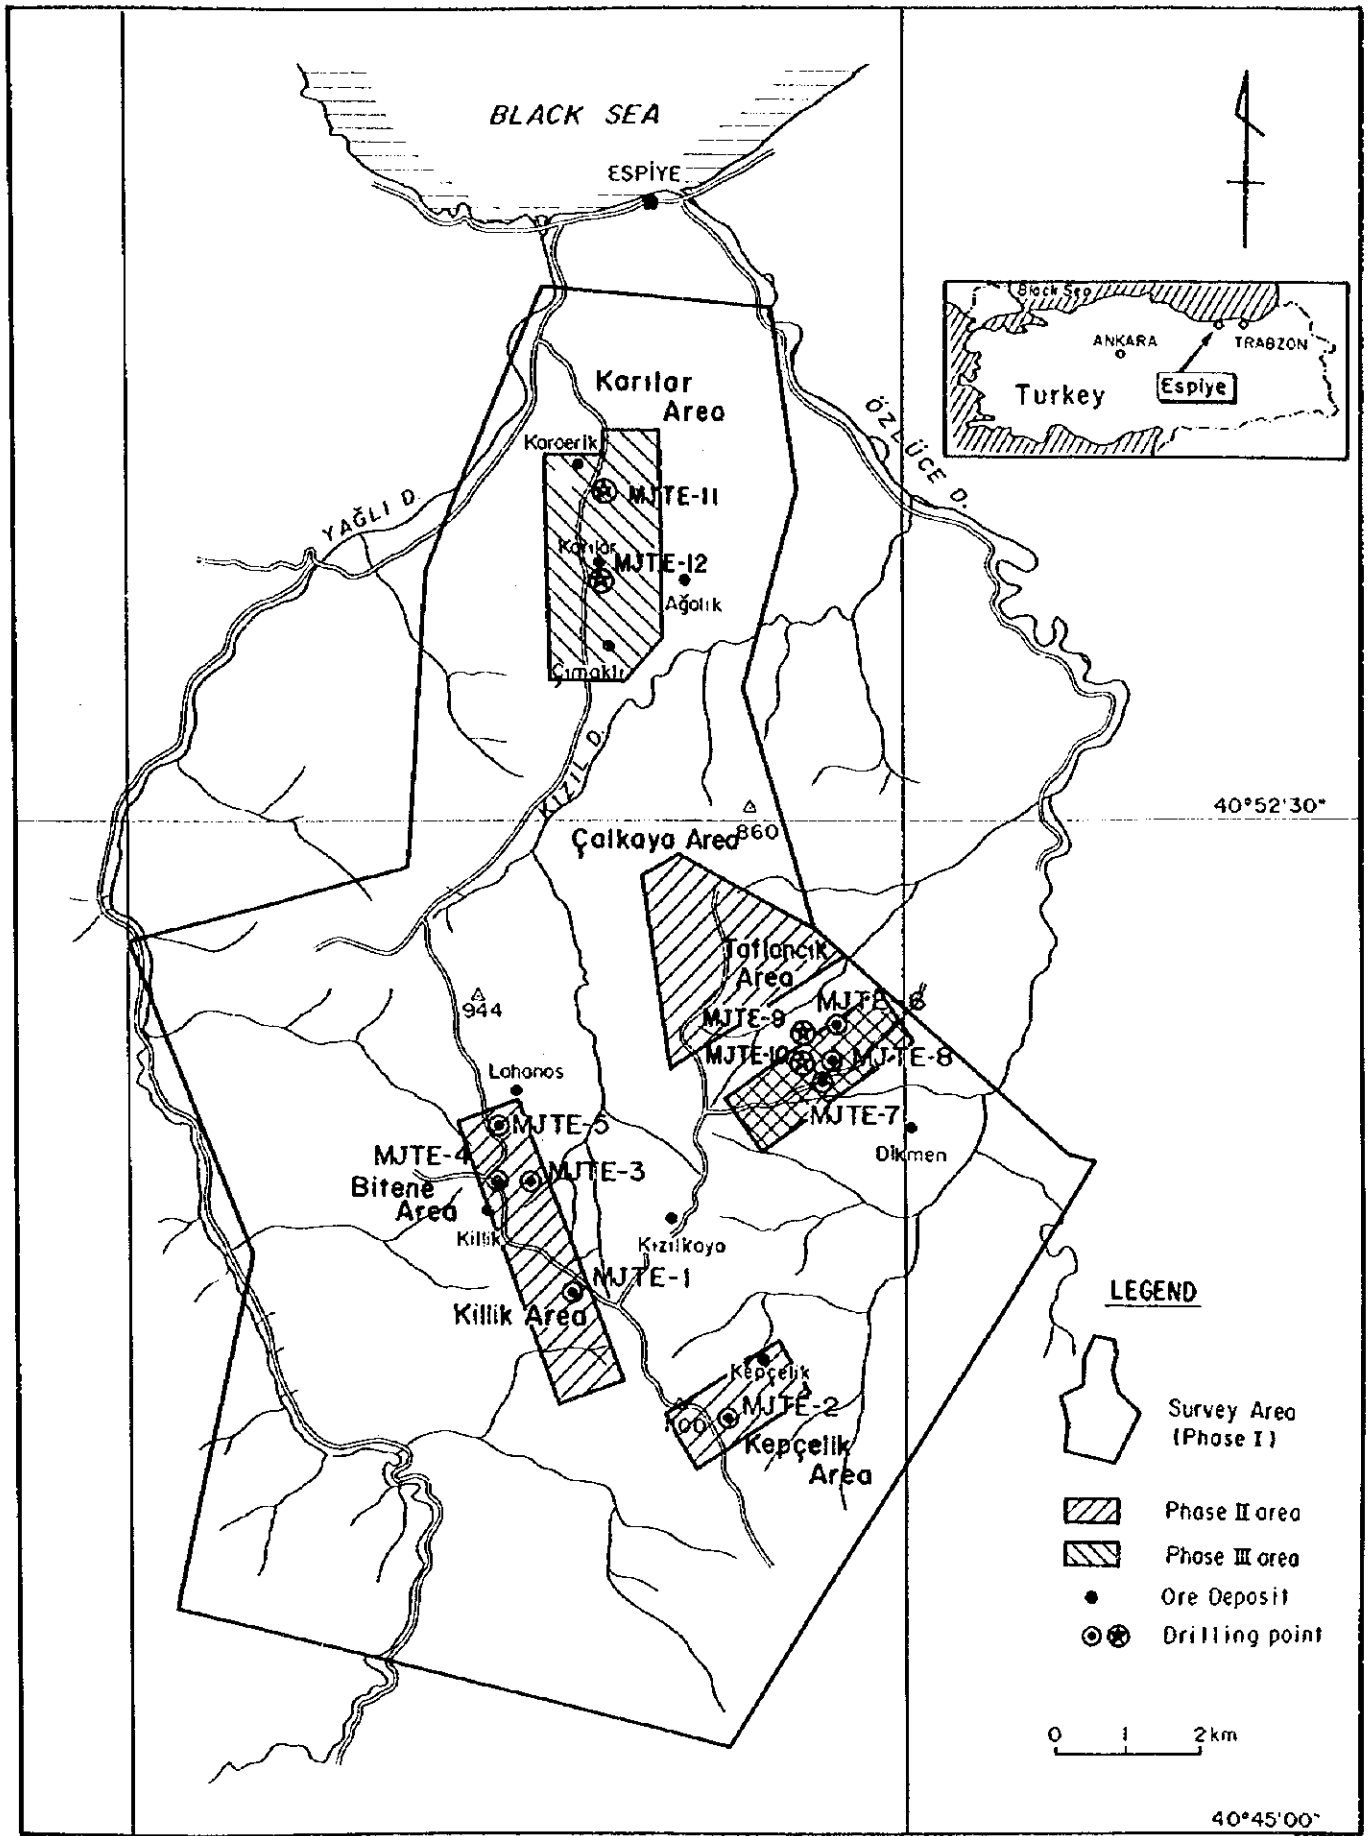 BLACK SEA
ESPİYE
Black Sea
ANKARA
TRABZON
Espiye
Turkey
Karılar
Area
ÖZLÜCE D.
Karaerik
MJTE-11
YAĞLI D.
Karılar
MJTE-12
Ağalık
Çımaklı
KIZIL D.
40°52'30"
860
Çalkaya Area
Taflancık
Area
944
MJTE-9
MJTE-6
MJTE-10
MJTE-8
Lahanos
MJTE-7
MJTE-5
Dikmen
MJTE-4
MJTE-3
Bitene
Area
Killik
Kızılkaya
MJTE-1
Killik Area
LEGEND
Kepçelik
MJTE-2
Kepçelik
Area
Survey Area
(Phase I)
Phase II area
Phase III area
Ore Deposit
Drilling point
0 1 2km
40°45'00"